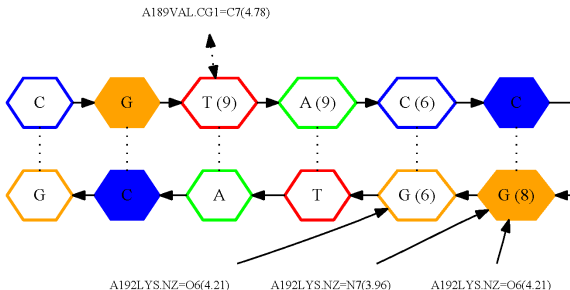 A189VAL.CG1=C7(4.78)
C G T (9) A (9) C (6) C
G C A T G (6) G (8)
A192LYS.NZ=O6(4.21) A192LYS.NZ=N7(3.96) A192LYS.NZ=O6(4.21)